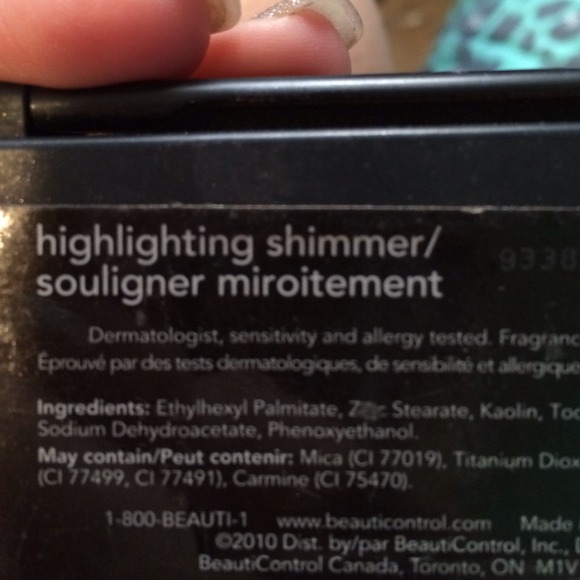 highlighting shimmer/
souligner miroitement
9338
Dermatologist, sensitivity and allergy tested.
Éprouvé par des tests dermatologiques, de sensibilité et allergique
Ingredients: Ethylhexyl Palmitate, Stearate, Kaolin,
Sodium Dehydroacetate, Phenoxyethanol.
May contain/Peut contenir: Mica (CI 77019), Titanium
(CI 77499, CI 77491), Carmine (CI 75470).
1-800-BEAUTI-1 www.beauticontrol.com Made
©2010 Dist. by/par BeautiControl, Inc.,
BeautiControl Canada, Toronto, ON M1V